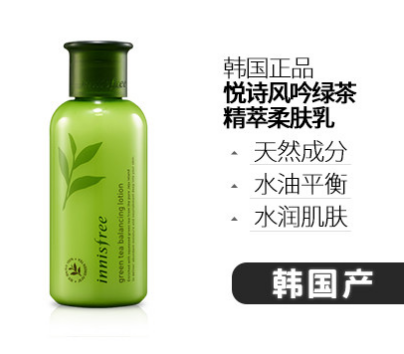 韩国正品
悦诗风吟绿茶
精萃柔肤乳
天然成分
水油平衡
水润肌肤
韩国产
innisfree
green tea balancing lotion